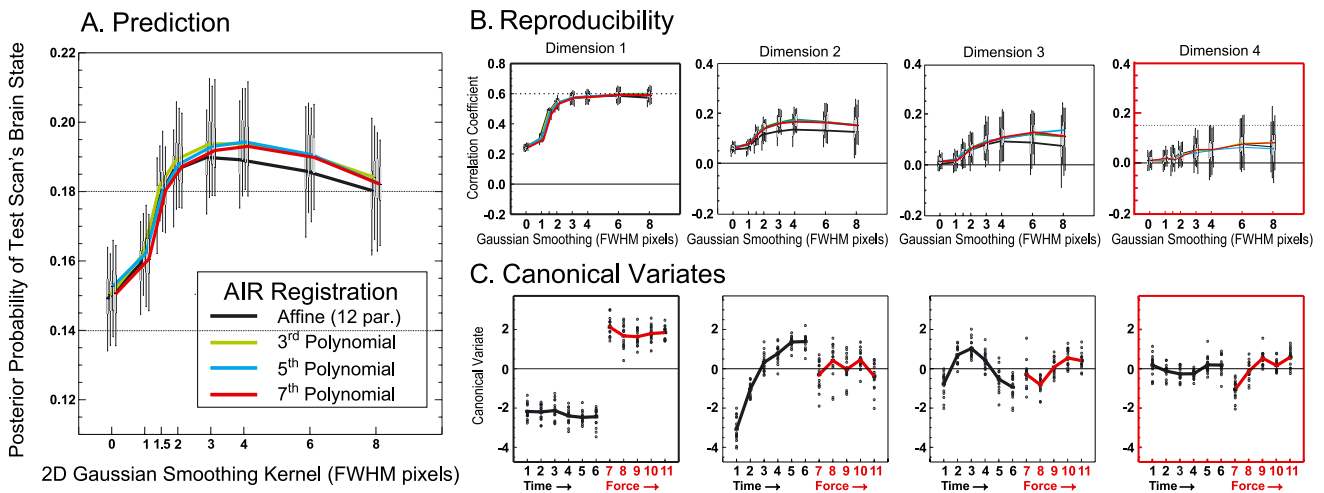 A. Prediction
Posterior Probability of Test Scan's Brain State
0.22
0.21
0.20
0.19
0.18
0.17
0.16
0.15
0.14
0.13
0.12
0 1 1.5 2 3 4 6 8
2D Gaussian Smoothing Kernel (FWHM pixels)
AIR Registration
Affine (12 par.)
3rd Polynomial
5th Polynomial
7th Polynomial
B. Reproducibility
Dimension 1
Dimension 2
Dimension 3
Dimension 4
Correlation Coefficient
0.8
0.6
0.4
0.2
0.0
-0.2
0 1 2 3 4 6 8
Gaussian Smoothing (FWHM pixels)
0.4
0.2
0.0
-0.2
0 1 2 3 4 6 8
Gaussian Smoothing (FWHM pixels)
0.4
0.2
0.0
-0.2
0 1 2 3 4 6 8
Gaussian Smoothing (FWHM pixels)
0.4
0.2
0.0
-0.2
0 1 2 3 4 6 8
Gaussian Smoothing (FWHM pixels)
C. Canonical Variates
Canonical Variate
2
0
-2
-4
1 2 3 4 5 6 7 8 9 10 11
Time → Force →
2
0
-2
-4
1 2 3 4 5 6 7 8 9 10 11
Time → Force →
2
0
-2
-4
1 2 3 4 5 6 7 8 9 10 11
Time → Force →
2
0
-2
-4
1 2 3 4 5 6 7 8 9 10 11
Time → Force →